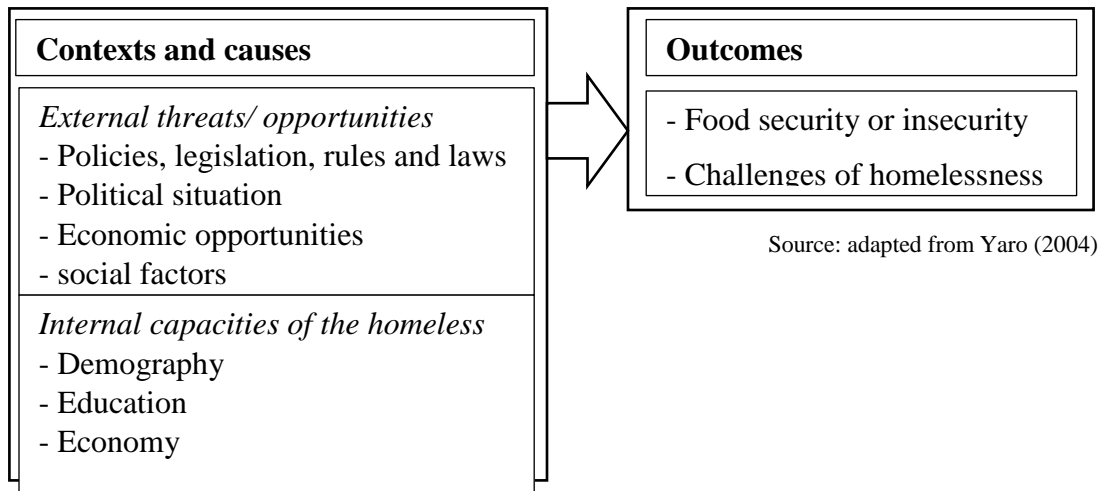 Contexts and causes
External threats/ opportunities
- Policies, legislation, rules and laws
- Political situation
- Economic opportunities
- social factors
Internal capacities of the homeless
- Demography
- Education
- Economy
Outcomes
- Food security or insecurity
- Challenges of homelessness
Source: adapted from Yaro (2004)